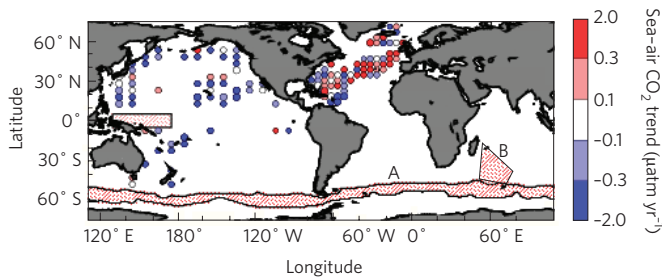 60° N
30° N
0°
30° S
60° S
Latitude
120° E 180° 120° W 60° W 0° 60° E
Longitude
A
B
2.0
0.3
0.1
−0.1
−0.3
−2.0
Sea-air CO₂ trend (μatm yr⁻¹)